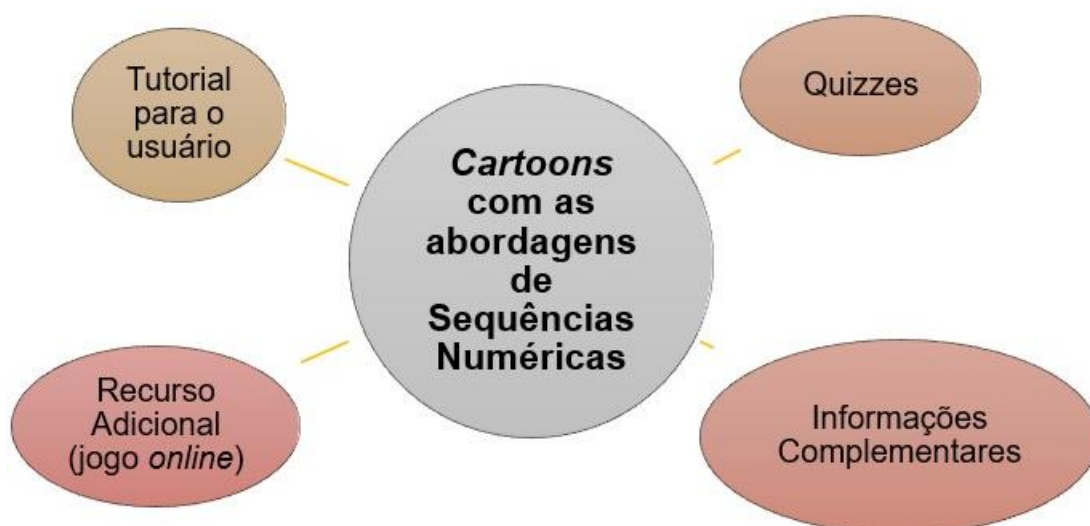 Tutorial
para o
usuário
Quizzes
Cartoons
com as
abordagens
de
Sequências
Numéricas
Recurso
Adicional
(jogo online)
Informações
Complementares